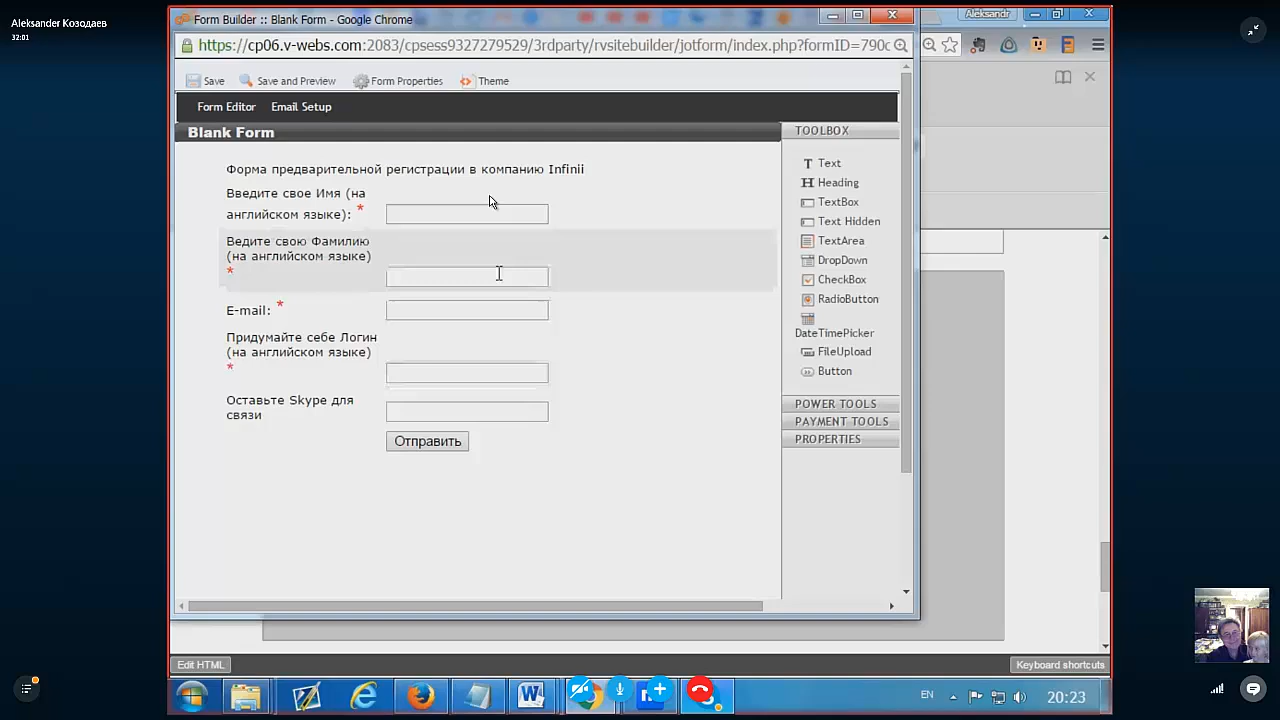 Aleksander Козодаев
32:01
Form Builder :: Blank Form - Google Chrome
Aleksandr
https://cp06.v-webs.com:2083/cpsess9327279529/3rdparty/rvsitebuilder/jotform/index.php?formID=790c
Save
Save and Preview
Form Properties
Theme
Form Editor
Email Setup
Blank Form
TOOLBOX
Форма предварительной регистрации в компанию Infinii
Введите свое Имя (на
английском языке): *
Ведите свою Фамилию
(на английском языке)
*
E-mail: *
Придумайте себе Логин
(на английском языке)
*
Оставьте Skype для
связи
Отправить
Text
Heading
TextBox
Text Hidden
TextArea
DropDown
CheckBox
RadioButton
DateTimePicker
FileUpload
Button
POWER TOOLS
PAYMENT TOOLS
PROPERTIES
Edit HTML
Keyboard shortcuts
EN
20:23